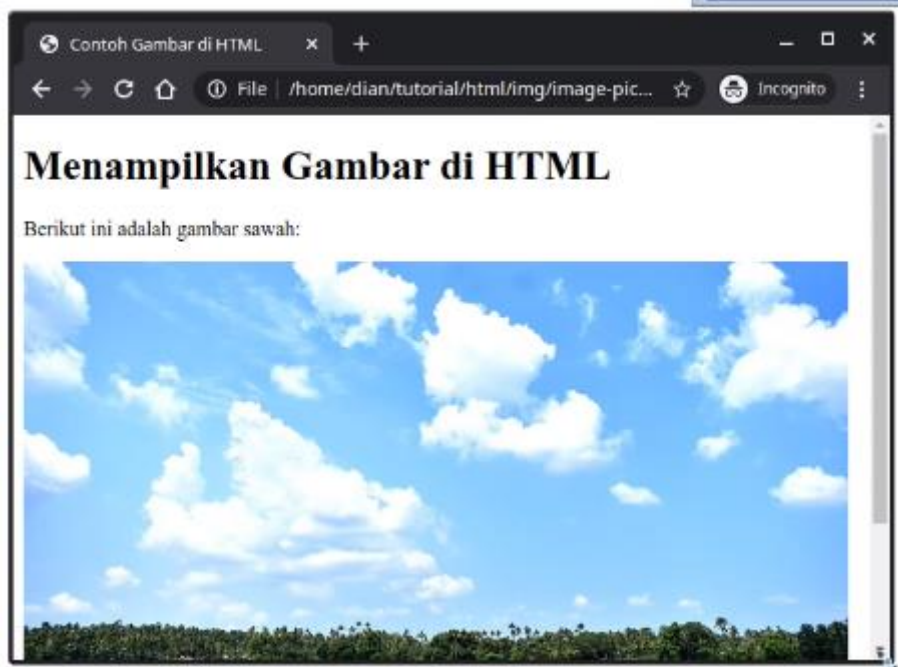 Contoh Gambar di HTML
File /home/dian/tutorial/html/img/image-pic... Incognito
Menampilkan Gambar di HTML
Berikut ini adalah gambar sawah: